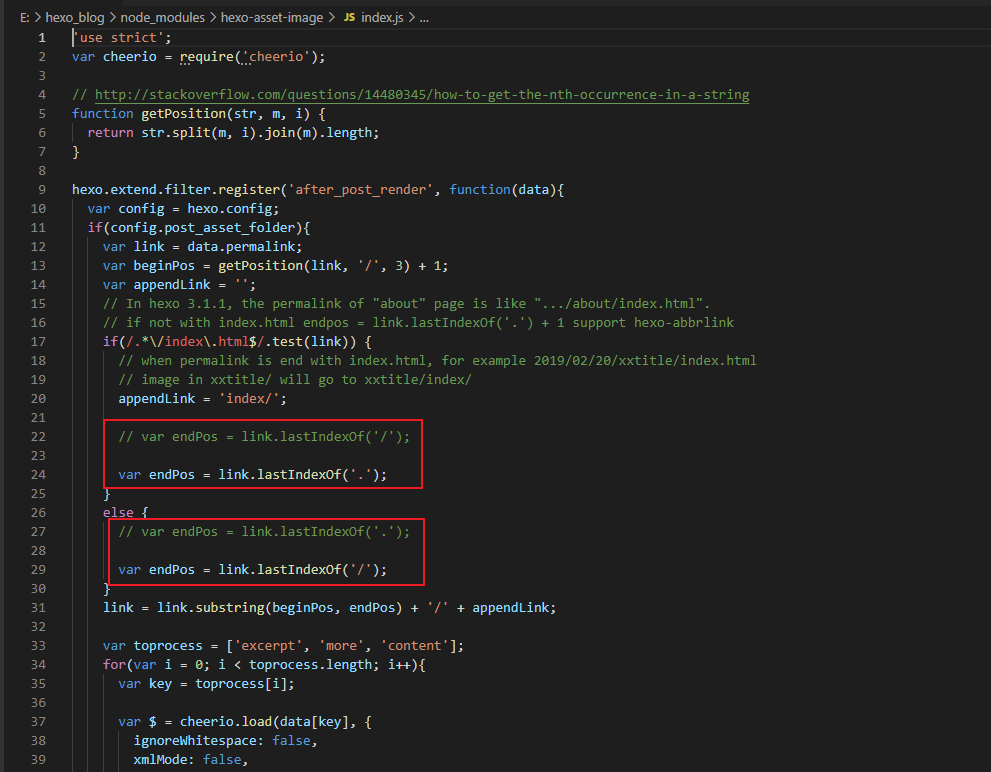 E: > hexo_blog > node_modules > hexo-asset-image > JS index.js > ...
1 'use strict';
2 var cheerio = require('cheerio');
3
4 // http://stackoverflow.com/questions/14480345/how-to-get-the-nth-occurrence-in-a-string
5 function getPosition(str, m, i) {
6 return str.split(m, i).join(m).length;
7 }
8
9 hexo.extend.filter.register('after_post_render', function(data){
10 var config = hexo.config;
11 if(config.post_asset_folder){
12 var link = data.permalink;
13 var beginPos = getPosition(link, '/', 3) + 1;
14 var appendLink = '';
15 // In hexo 3.1.1, the permalink of "about" page is like ".../about/index.html".
16 // if not with index.html endpos = link.lastIndexOf('.') + 1 support hexo-abbrlink
17 if(/.*\/index\.html$/.test(link)) {
18 // when permalink is end with index.html, for example 2019/02/20/xxtitle/index.html
19 // image in xxtitle/ will go to xxtitle/index/
20 appendLink = 'index/';
21
22 // var endPos = link.lastIndexOf('/');
23
24 var endPos = link.lastIndexOf('.');
25 }
26 else {
27 // var endPos = link.lastIndexOf('.');
28
29 var endPos = link.lastIndexOf('/');
30 }
31 link = link.substring(beginPos, endPos) + '/' + appendLink;
32
33 var toprocess = ['excerpt', 'more', 'content'];
34 for(var i = 0; i < toprocess.length; i++){
35 var key = toprocess[i];
36
37 var $ = cheerio.load(data[key], {
38 ignoreWhitespace: false,
39 xmlMode: false,